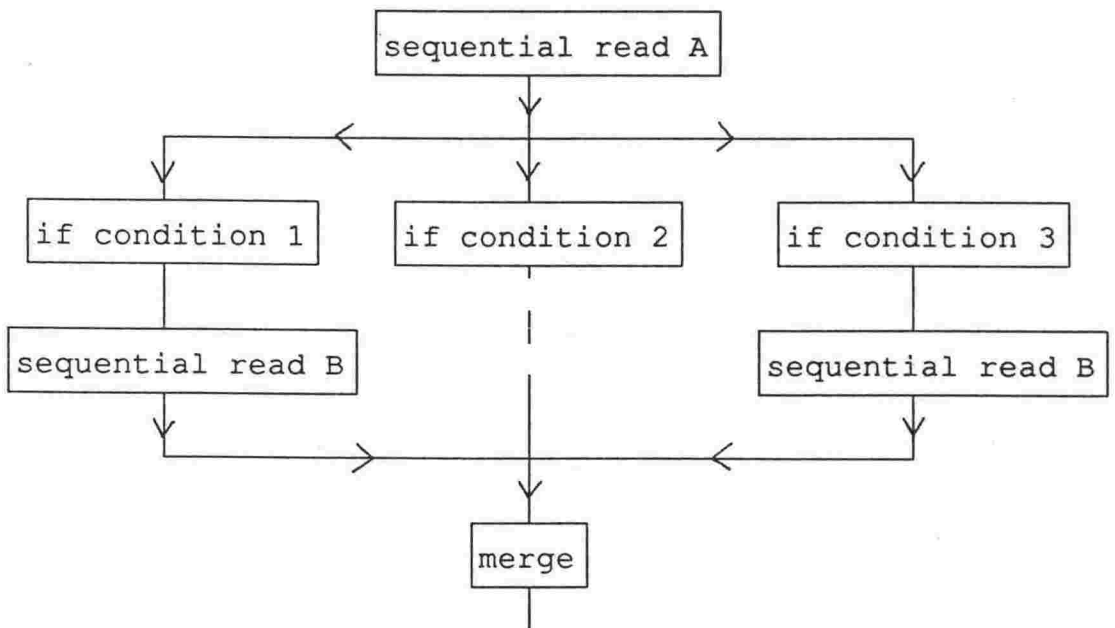 sequential read A
if condition 1
if condition 2
if condition 3
sequential read B
sequential read B
merge